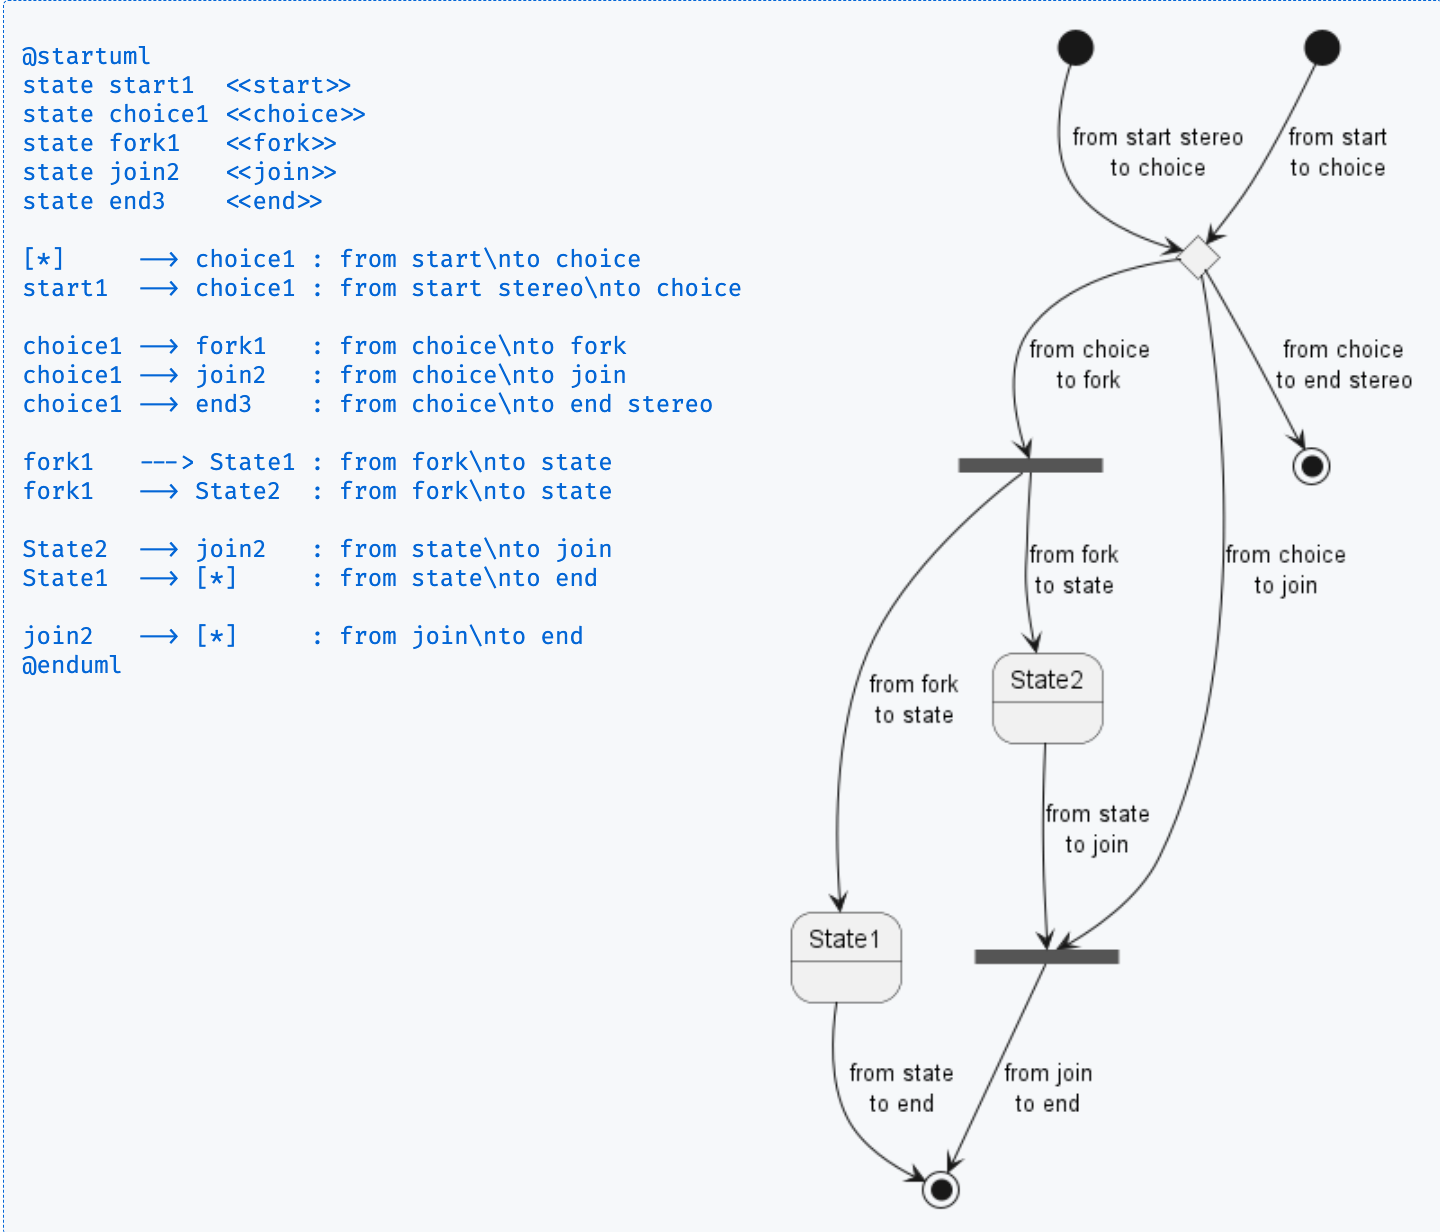 @startuml
state start1  <<start>>
state choice1 <<choice>>
state fork1   <<fork>>
state join2   <<join>>
state end3    <<end>>
[*]     --> choice1 : from start\nto choice
start1  --> choice1 : from start stereo\nto choice
choice1 --> fork1   : from choice\nto fork
choice1 --> join2   : from choice\nto join
choice1 --> end3    : from choice\nto end stereo
fork1   ---> State1 : from fork\nto state
fork1   --> State2  : from fork\nto state
State2  --> join2   : from state\nto join
State1  --> [*]     : from state\nto end
join2   --> [*]     : from join\nto end
@enduml
from start stereo
to choice
from start
to choice
from choice
to fork
from choice
to end stereo
from fork
to state
from choice
to join
from fork
to state
State2
from state
to join
State1
from state
to end
from join
to end